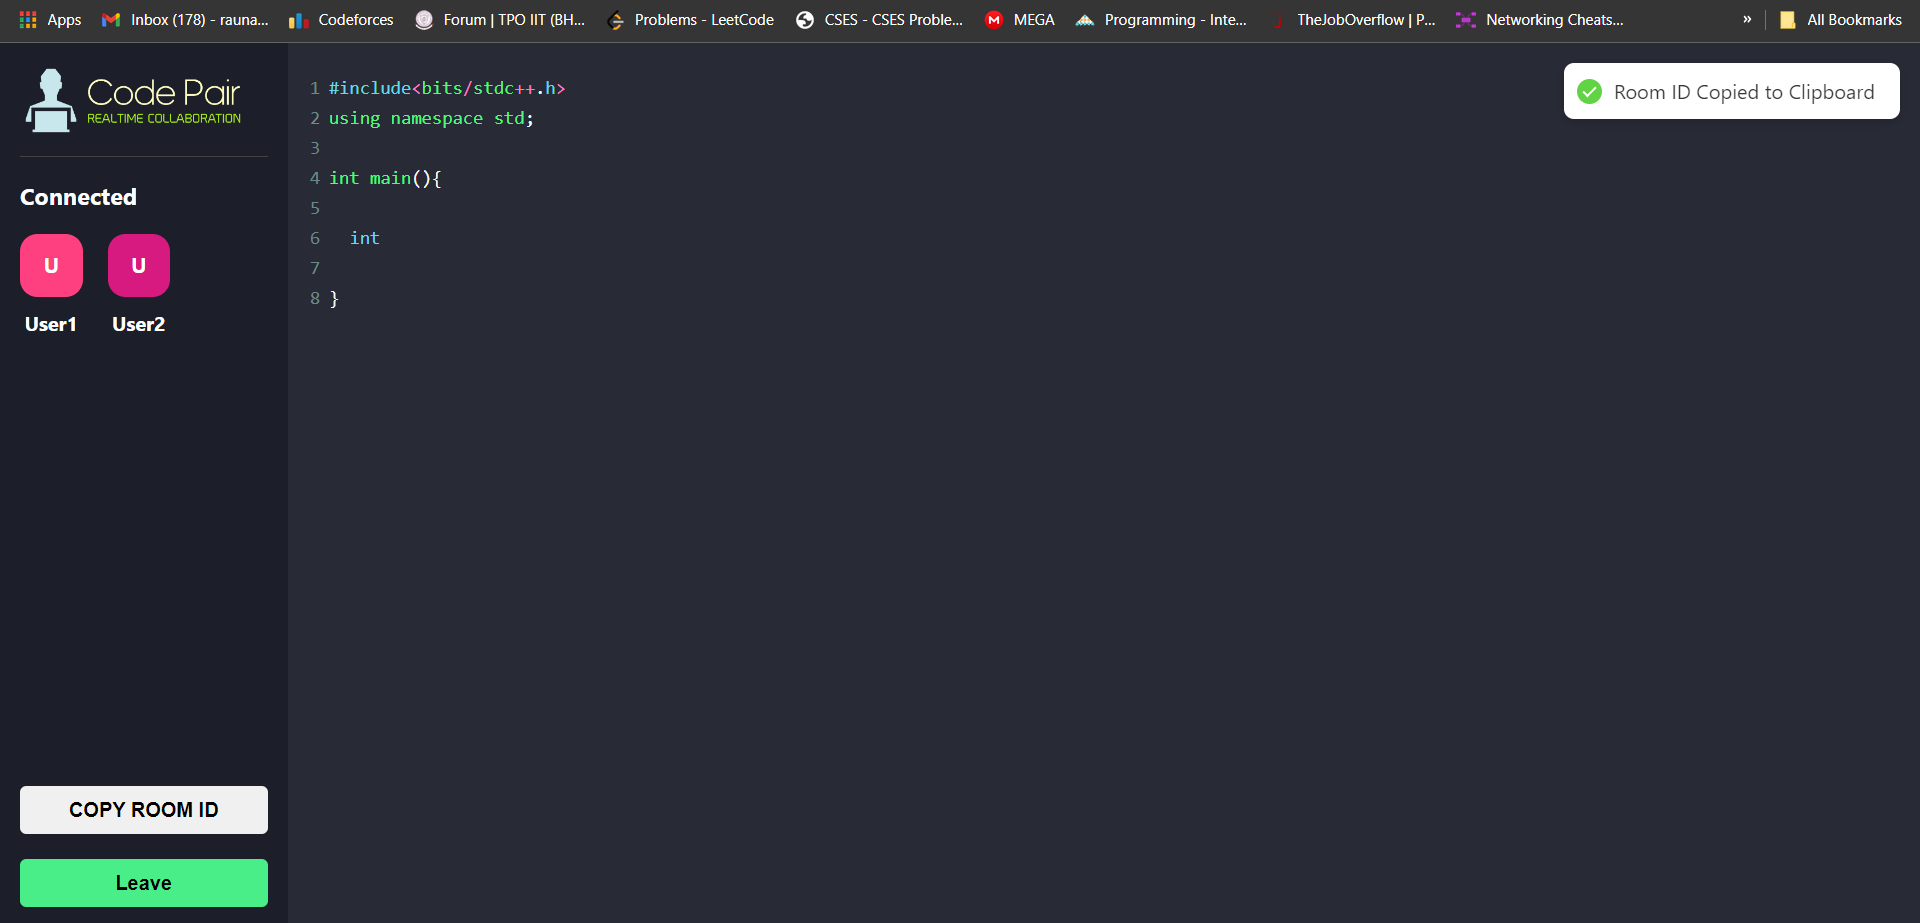 Apps Inbox (178) - rauna... Codeforces Forum | TPO IIT (BH... Problems - LeetCode CSES - CSES Proble... MEGA Programming - Inte... TheJobOverflow | P... Networking Cheats... » All Bookmarks
Code Pair
REALTIME COLLABORATION
Connected
U U
User1 User2
COPY ROOM ID
Leave
1 #include<bits/stdc++.h>
2 using namespace std;
3
4 int main(){
5
6 int
7
8 }
Room ID Copied to Clipboard